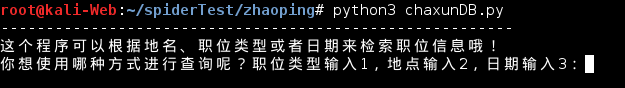 root@kali-Web:~/spiderTest/zhaoping# python3 chaxunDB.py
----------------------------------------------------------
这个程序可以根据地名、职位类型或者日期来检索职位信息哦！
你想使用哪种方式进行查询呢？职位类型输入1,地点输入2,日期输入3: